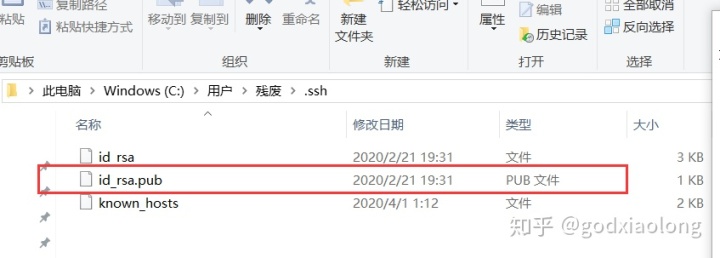 复制路径
粘贴
粘贴快捷方式
移动到 复制到
删除
重命名
新建
文件夹
轻松访问
属性
编辑
历史记录
全部取消
反向选择
剪贴板
组织
新建
打开
选择
此电脑 > Windows (C:) > 用户 > 残废 > .ssh
名称 修改日期 类型 大小
id_rsa 2020/2/21 19:31 文件 3 KB
id_rsa.pub 2020/2/21 19:31 PUB 文件 1 KB
known_hosts 2020/4/1 1:12 文件 2 KB
知乎 @godxiaolong